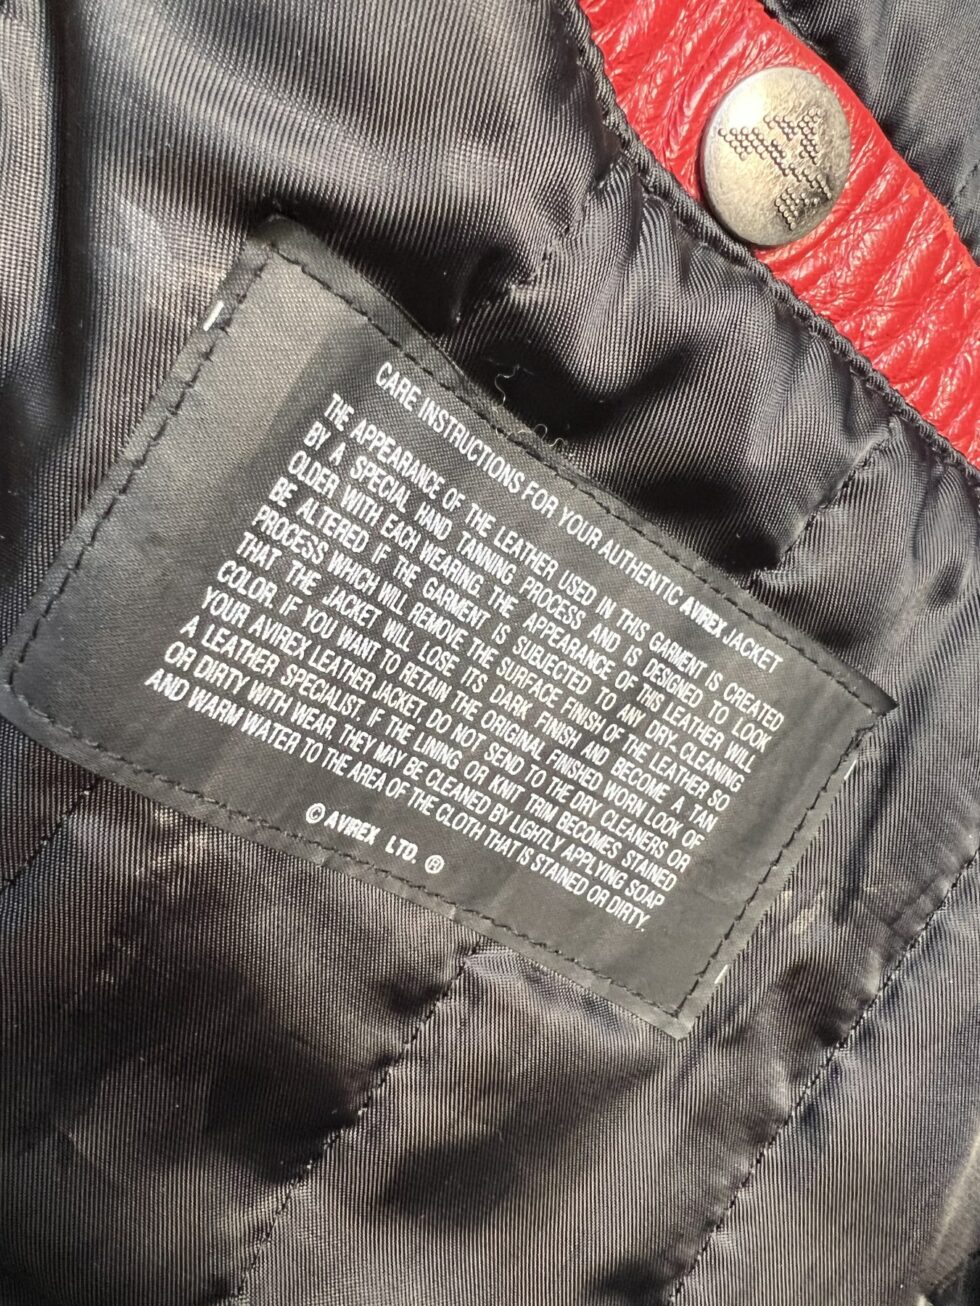 CARE INSTRUCTIONS FOR YOUR AUTHENTIC AVIREX JACKET
THE APPEARANCE OF THE LEATHER USED IN THIS GARMENT IS CREATED
BY A SPECIAL HAND TANNING PROCESS AND IS DESIGNED TO LOOK
OLDER WITH EACH WEARING. THE APPEARANCE OF THIS LEATHER WILL
BE ALTERED IF THE GARMENT IS SUBJECTED TO ANY DRY-CLEANING
PROCESS WHICH WILL REMOVE THE SURFACE FINISH OF THE LEATHER SO
THAT THE JACKET WILL LOSE ITS DARK FINISH AND BECOME A TAN
COLOR. IF YOU WANT TO RETAIN THE ORIGINAL FINISHED WORN LOOK OF
YOUR AVIREX LEATHER JACKET, DO NOT SEND TO THE DRY CLEANERS OR
A LEATHER SPECIALIST. IF THE LINING OR KNIT TRIM BECOMES STAINED
OR DIRTY WITH WEAR, THEY MAY BE CLEANED BY LIGHTLY APPLYING SOAP
AND WARM WATER TO THE AREA OF THE CLOTH THAT IS STAINED OR DIRTY.
© AVIREX LTD. ®